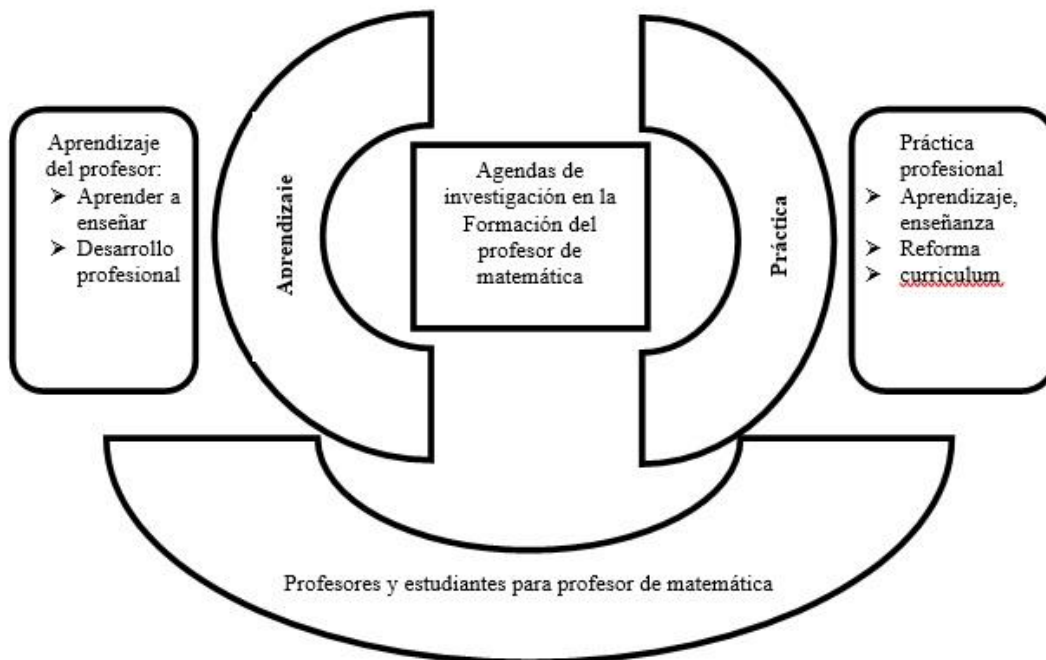 Aprendizaje
del profesor:
➤ Aprender a
enseñar
➤ Desarrollo
profesional
Aprendizaje
Agendas de
investigación en la
Formación del
profesor de
matemática
Práctica
Práctica
profesional
➤ Aprendizaje,
enseñanza
➤ Reforma
➤ curriculum
Profesores y estudiantes para profesor de matemática